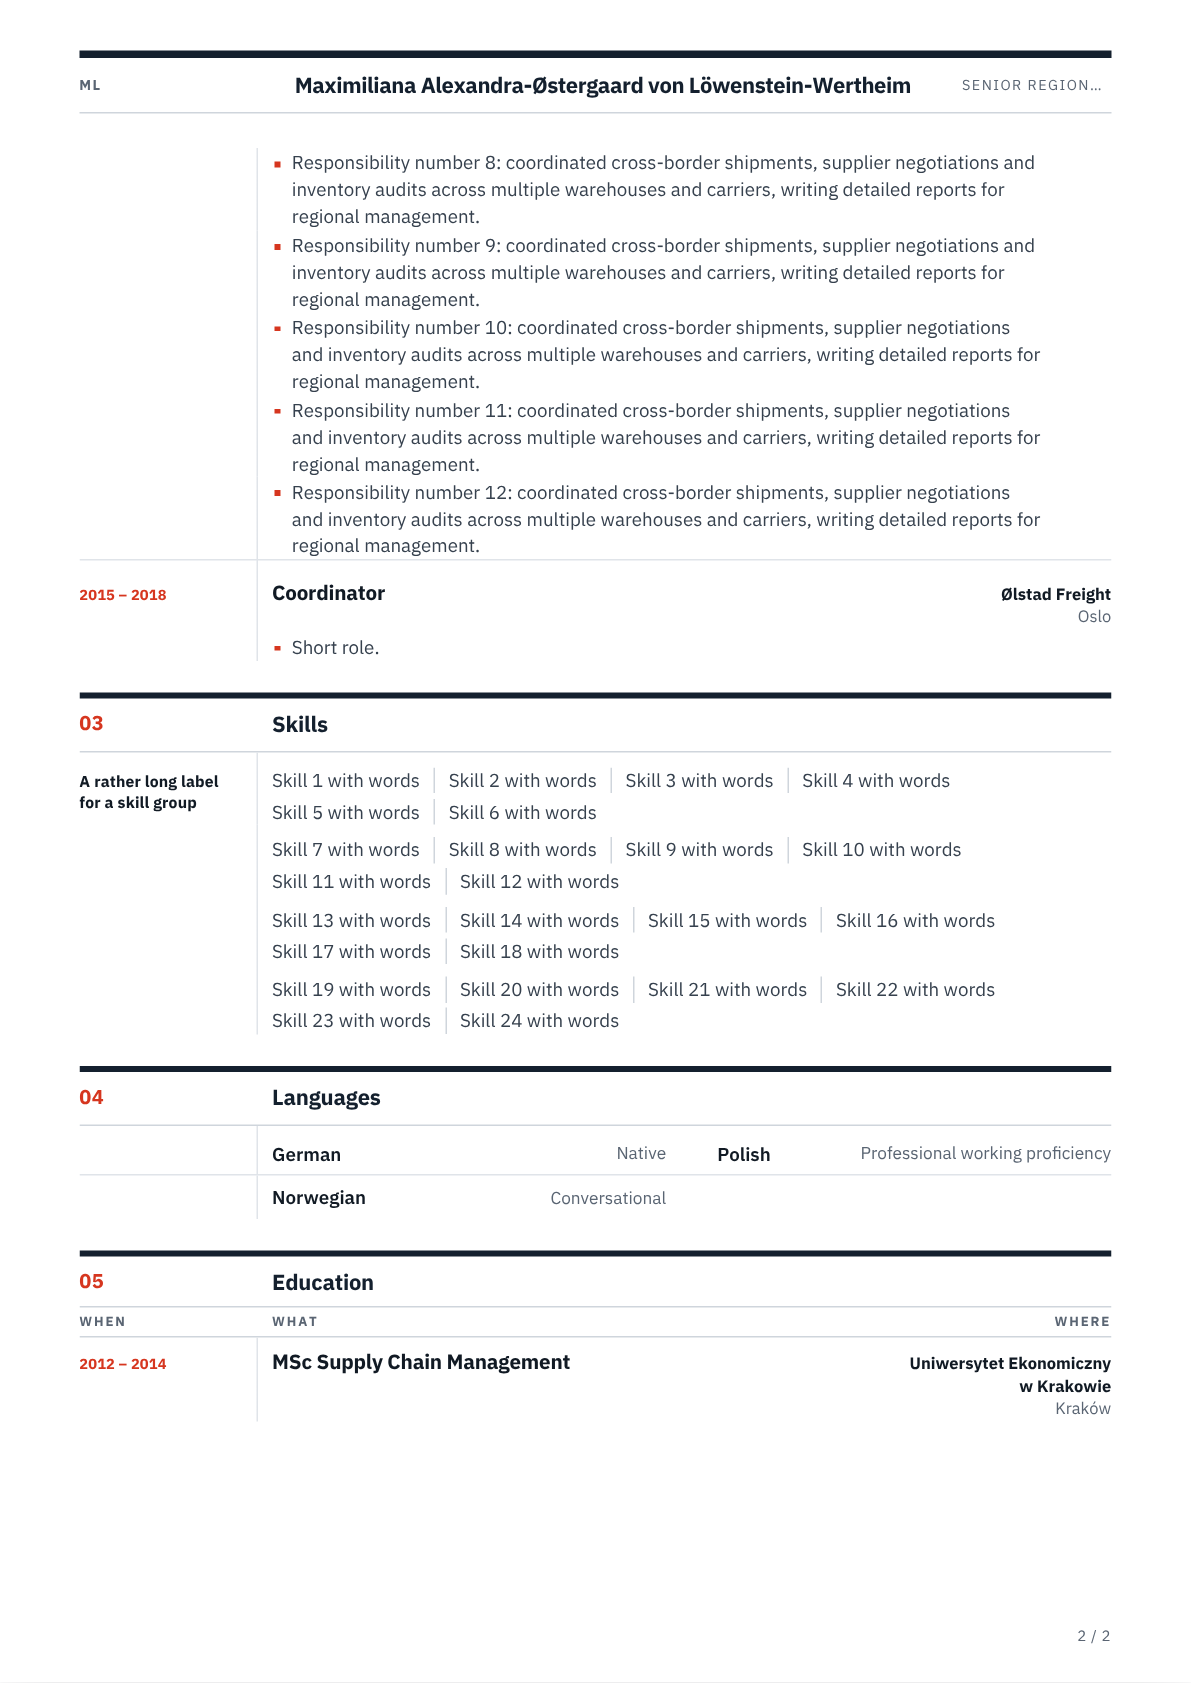 ML Maximiliana Alexandra-Østergaard von Löwenstein-Wertheim SENIOR REGION…
Responsibility number 8: coordinated cross-border shipments, supplier negotiations and
inventory audits across multiple warehouses and carriers, writing detailed reports for
regional management.
Responsibility number 9: coordinated cross-border shipments, supplier negotiations and
inventory audits across multiple warehouses and carriers, writing detailed reports for
regional management.
Responsibility number 10: coordinated cross-border shipments, supplier negotiations
and inventory audits across multiple warehouses and carriers, writing detailed reports for
regional management.
Responsibility number 11: coordinated cross-border shipments, supplier negotiations
and inventory audits across multiple warehouses and carriers, writing detailed reports for
regional management.
Responsibility number 12: coordinated cross-border shipments, supplier negotiations
and inventory audits across multiple warehouses and carriers, writing detailed reports for
regional management.
2015 – 2018 Coordinator Ølstad Freight
Oslo
Short role.
03 Skills
A rather long label
for a skill group
Skill 1 with words Skill 2 with words Skill 3 with words Skill 4 with words
Skill 5 with words Skill 6 with words
Skill 7 with words Skill 8 with words Skill 9 with words Skill 10 with words
Skill 11 with words Skill 12 with words
Skill 13 with words Skill 14 with words Skill 15 with words Skill 16 with words
Skill 17 with words Skill 18 with words
Skill 19 with words Skill 20 with words Skill 21 with words Skill 22 with words
Skill 23 with words Skill 24 with words
04 Languages
German Native Polish Professional working proficiency
Norwegian Conversational
05 Education
WHEN WHAT WHERE
2012 – 2014 MSc Supply Chain Management Uniwersytet Ekonomiczny
w Krakowie
Kraków
2 / 2